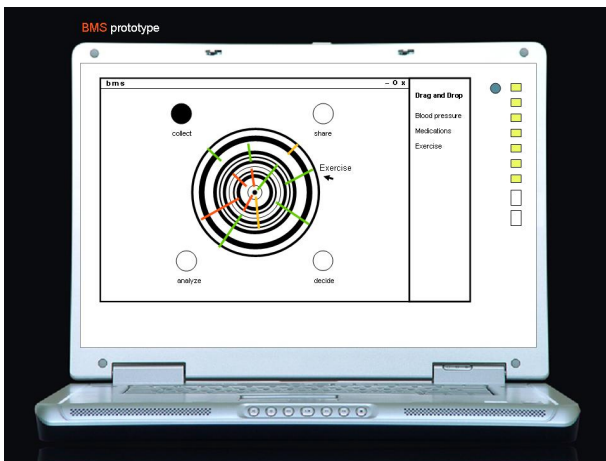 BMS prototype
bms
– O x
Drag and Drop
Blood pressure
Medications
Exercise
collect
share
Exercise
analyze
decide